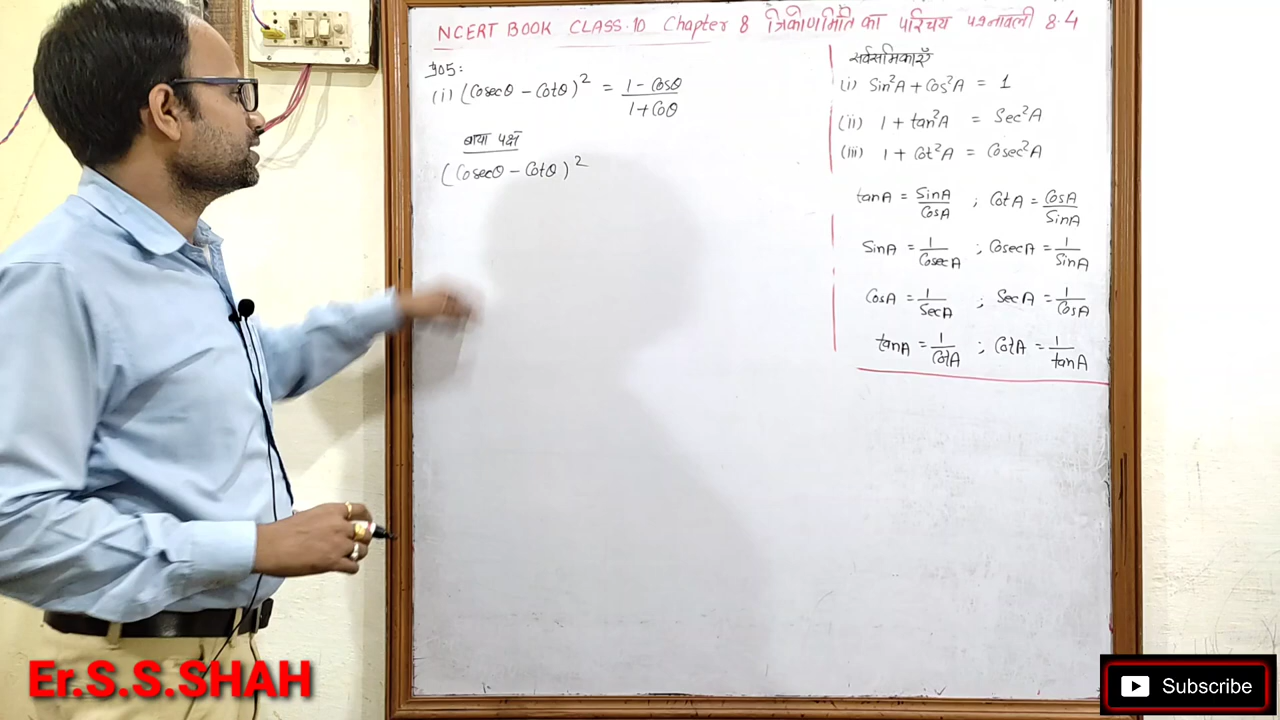 NCERT BOOK CLASS-10 Chapter 8 त्रिकोणमिति का परिचय प्रश्नावली 8.4
प्र05:
(i) (Cosecθ - Cotθ)² = 1 - Cosθ / 1 + Coθ
बाया पक्ष
(Cosecθ - Cotθ)²
सर्वसमिकाएँ
(i) Sin²A + Cos²A = 1
(ii) 1 + tan²A = Sec²A
(iii) 1 + Cot²A = Cosec²A
tanA = SinA / CosA ; CotA = CosA / SinA
SinA = 1 / CosecA ; CosecA = 1 / SinA
CosA = 1 / SecA ; SecA = 1 / CosA
tanA = 1 / CotA ; CotA = 1 / tanA
Er.S.S.SHAH
Subscribe